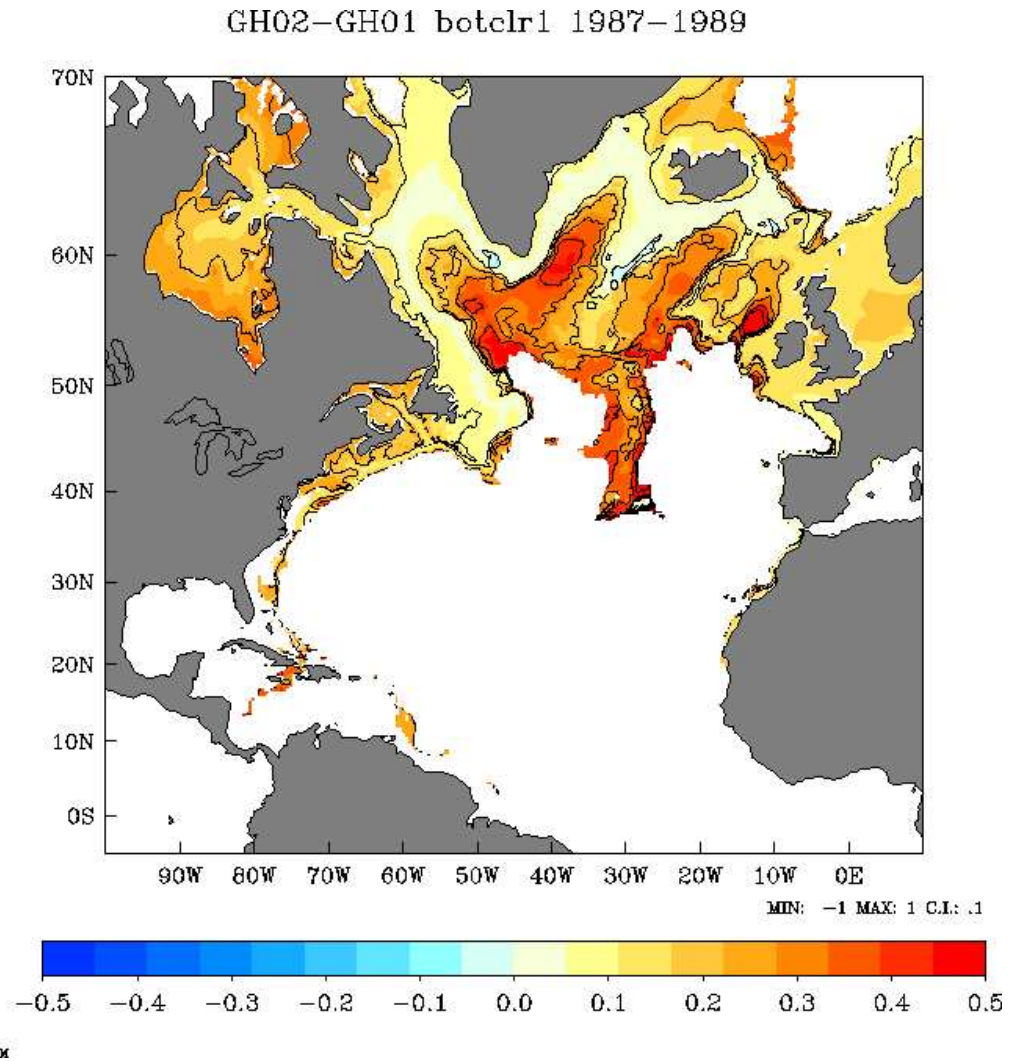 GH02−GH01 botclr1 1987−1989
70N
60N
50N
40N
30N
20N
10N
0S
90W 80W 70W 60W 50W 40W 30W 20W 10W 0E
MIN: −1 MAX: 1 C.I.: .1
−0.5 −0.4 −0.3 −0.2 −0.1 0.0 0.1 0.2 0.3 0.4 0.5